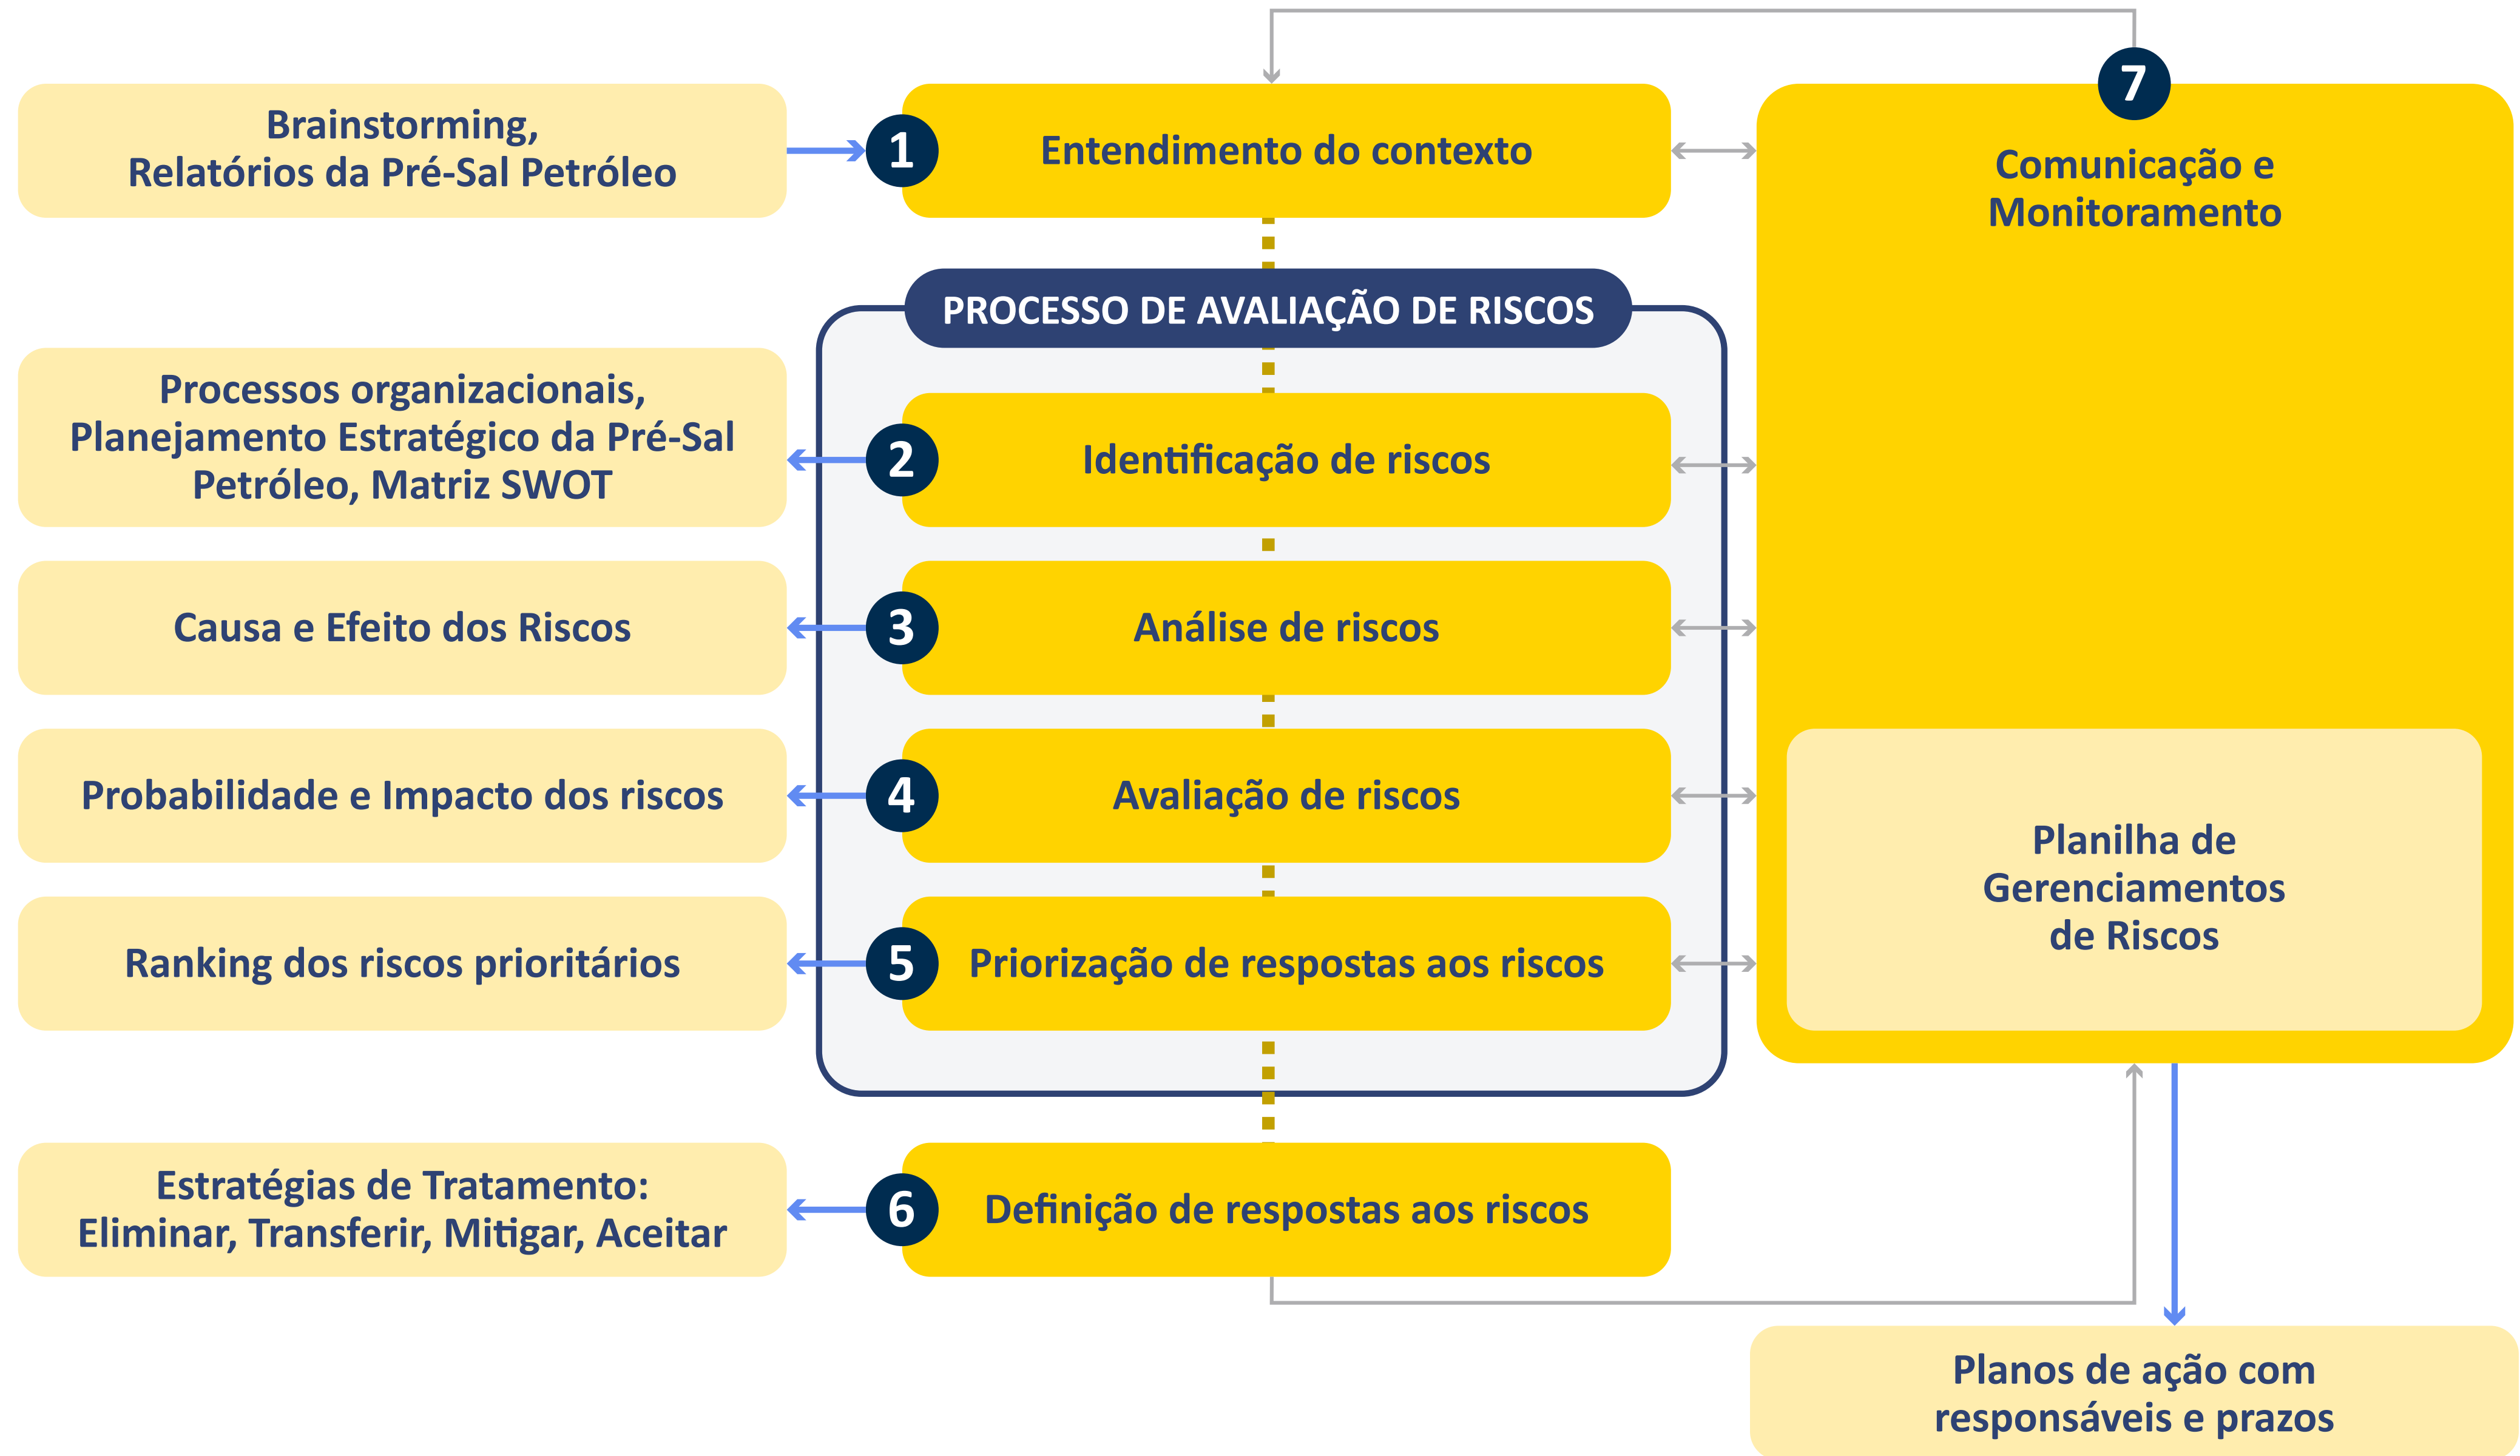 7
Brainstorming,
Relatórios da Pré-Sal Petróleo
1
Entendimento do contexto
Comunicação e
Monitoramento
PROCESSO DE AVALIAÇÃO DE RISCOS
Processos organizacionais,
Planejamento Estratégico da Pré-Sal
Petróleo, Matriz SWOT
2
Identificação de riscos
Causa e Efeito dos Riscos
3
Análise de riscos
Probabilidade e Impacto dos riscos
4
Avaliação de riscos
Planilha de
Gerenciamentos
de Riscos
Ranking dos riscos prioritários
5
Priorização de respostas aos riscos
Estratégias de Tratamento:
Eliminar, Transferir, Mitigar, Aceitar
6
Definição de respostas aos riscos
Planos de ação com
responsáveis e prazos